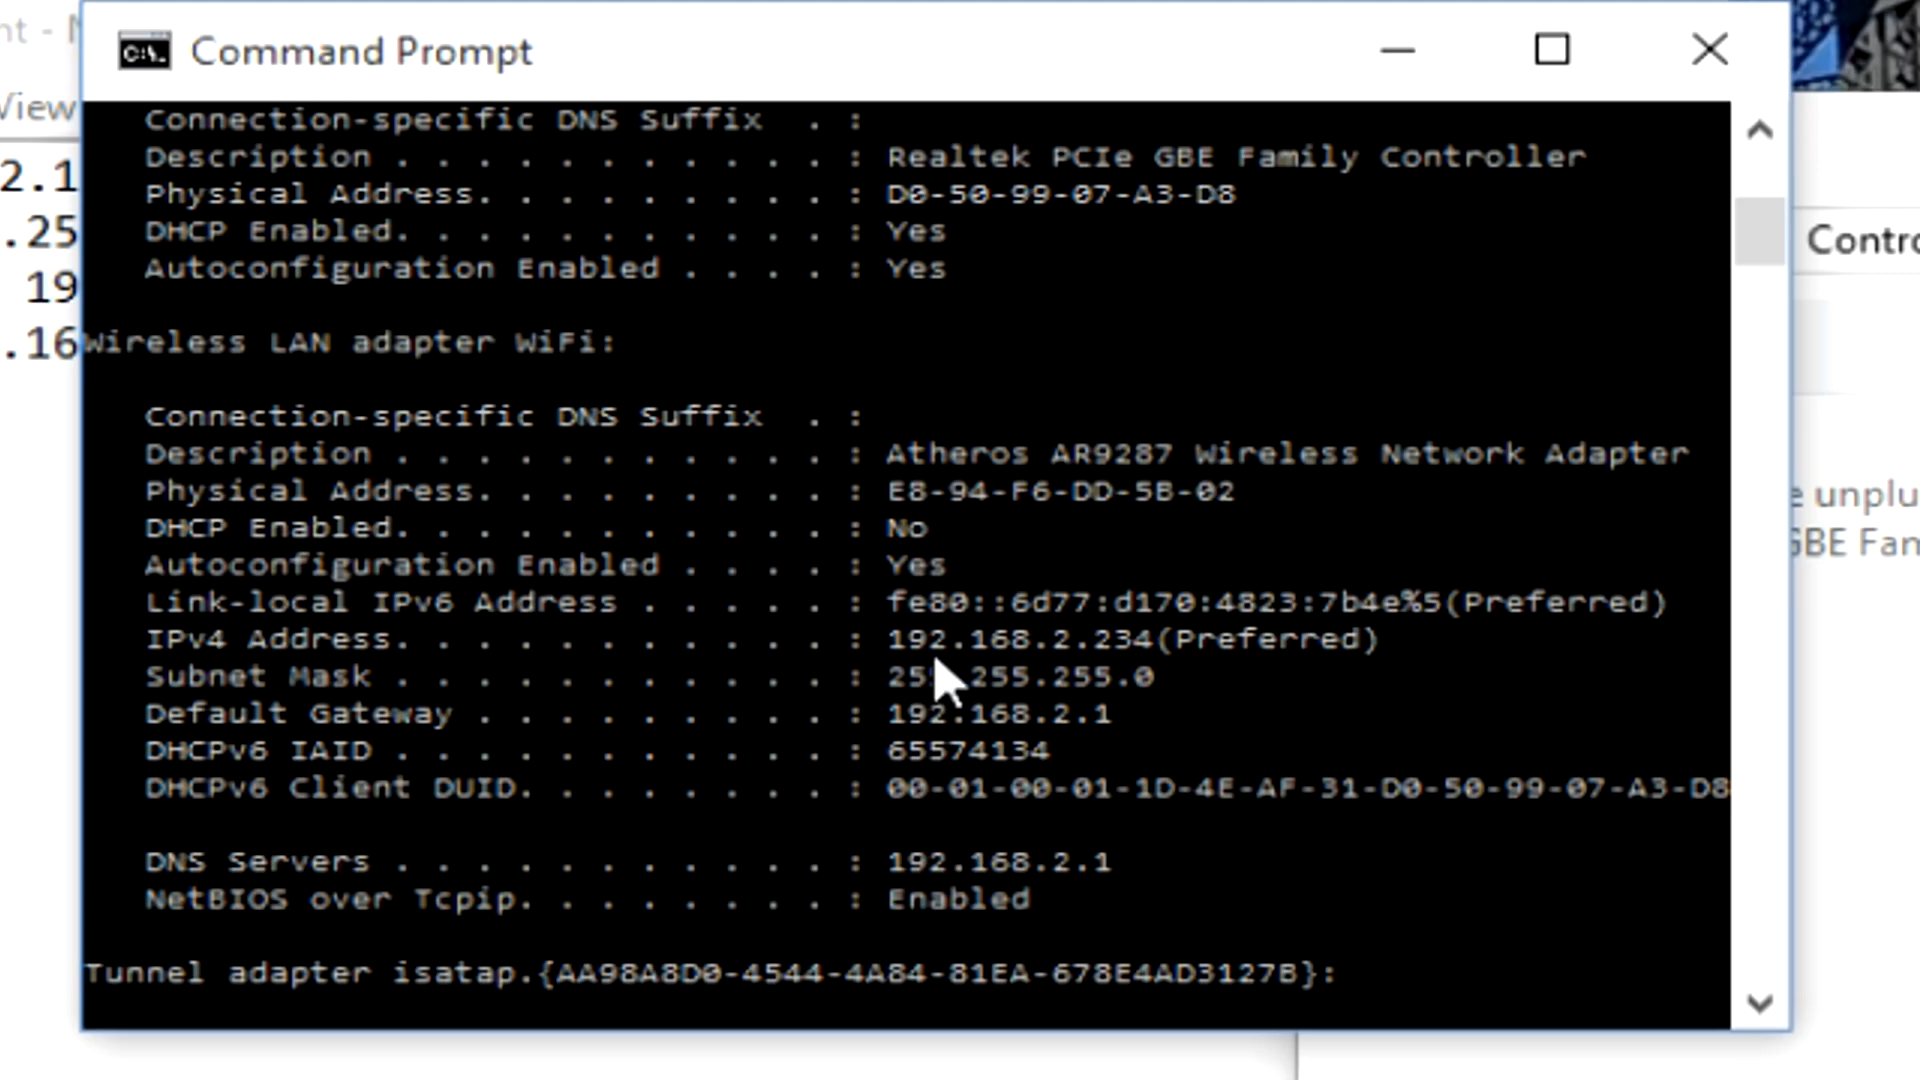 nt -
Command Prompt
View
2.1
.25
19
.16
Contro
e unplu
GBE Fam
Connection-specific DNS Suffix . :
Description . . . . . . . . . . . : Realtek PCIe GBE Family Controller
Physical Address. . . . . . . . . : D0-50-99-07-A3-D8
DHCP Enabled. . . . . . . . . . . : Yes
Autoconfiguration Enabled . . . . : Yes
Wireless LAN adapter WiFi:
Connection-specific DNS Suffix . :
Description . . . . . . . . . . . : Atheros AR9287 Wireless Network Adapter
Physical Address. . . . . . . . . : E8-94-F6-DD-5B-02
DHCP Enabled. . . . . . . . . . . : No
Autoconfiguration Enabled . . . . : Yes
Link-local IPv6 Address . . . . . : fe80::6d77:d170:4823:7b4e%5(Preferred)
IPv4 Address. . . . . . . . . . . : 192.168.2.234(Preferred)
Subnet Mask . . . . . . . . . . . : 255.255.255.0
Default Gateway . . . . . . . . . : 192.168.2.1
DHCPv6 IAID . . . . . . . . . . . : 65574134
DHCPv6 Client DUID. . . . . . . . : 00-01-00-01-1D-4E-AF-31-D0-50-99-07-A3-D8
DNS Servers . . . . . . . . . . . : 192.168.2.1
NetBIOS over Tcpip. . . . . . . . : Enabled
Tunnel adapter isatap.{AA98A8D0-4544-4A84-81EA-678E4AD3127B}: